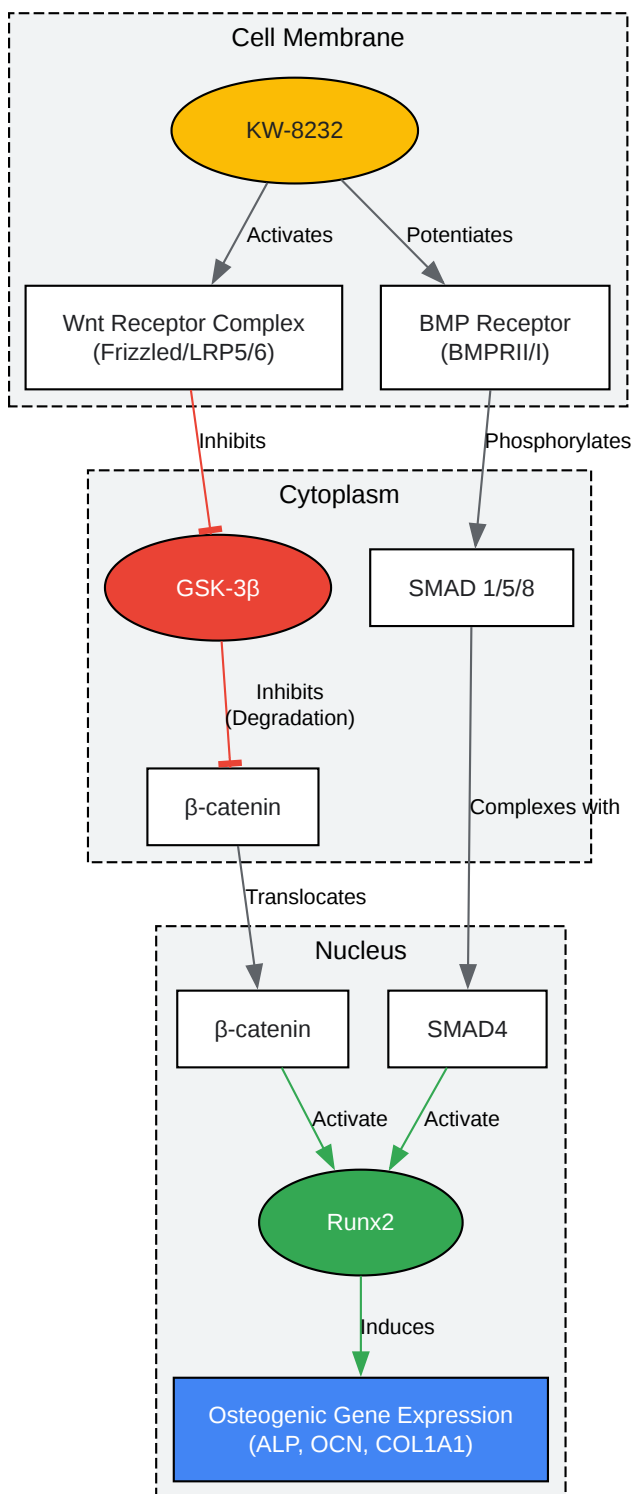 Cell Membrane
KW-8232
Activates
Potentiates
Wnt Receptor Complex
(Frizzled/LRP5/6)
BMP Receptor
(BMPRII/I)
Inhibits
Phosphorylates
Cytoplasm
GSK-3β
SMAD 1/5/8
Inhibits
(Degradation)
β-catenin
Complexes with
Translocates
Nucleus
β-catenin
SMAD4
Activate
Activate
Runx2
Induces
Osteogenic Gene Expression
(ALP, OCN, COL1A1)